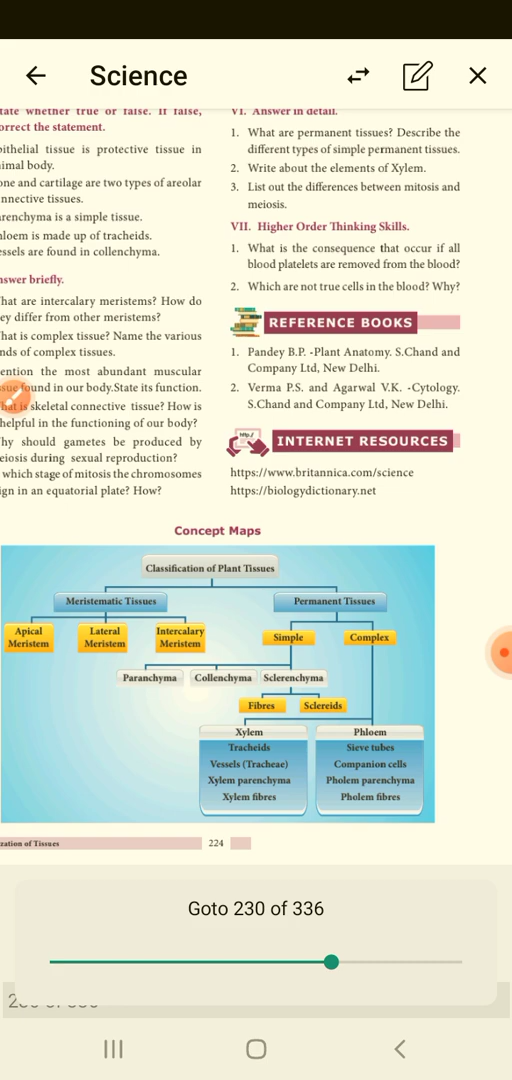 Science
tate whether true or false. If false,
orrect the statement.
pithelial tissue is protective tissue in
imal body.
one and cartilage are two types of areolar
nnective tissues.
arenchyma is a simple tissue.
hloem is made up of tracheids.
essels are found in collenchyma.
nswer briefly.
hat are intercalary meristems? How do
ey differ from other meristems?
hat is complex tissue? Name the various
nds of complex tissues.
ention the most abundant muscular
ssue found in our body.State its function.
hat is skeletal connective tissue? How is
helpful in the functioning of our body?
hy should gametes be produced by
eiosis during sexual reproduction?
which stage of mitosis the chromosomes
ign in an equatorial plate? How?
VI. Answer in detail.
1. What are permanent tissues? Describe the
different types of simple permanent tissues.
2. Write about the elements of Xylem.
3. List out the differences between mitosis and
meiosis.
VII. Higher Order Thinking Skills.
1. What is the consequence that occur if all
blood platelets are removed from the blood?
2. Which are not true cells in the blood? Why?
REFERENCE BOOKS
1. Pandey B.P. -Plant Anatomy. S.Chand and
Company Ltd, New Delhi.
2. Verma P.S. and Agarwal V.K. -Cytology.
S.Chand and Company Ltd, New Delhi.
http://
INTERNET RESOURCES
https://www.britannica.com/science
https://biologydictionary.net
Concept Maps
Classification of Plant Tissues
Meristematic Tissues Permanent Tissues
Apical Meristem
Lateral Meristem
Intercalary Meristem
Simple Complex
Paranchyma Collenchyma Sclerenchyma
Fibres Sclereids
Xylem
Tracheids
Vessels (Tracheae)
Xylem parenchyma
Xylem fibres
Phloem
Sieve tubes
Companion cells
Pholem parenchyma
Pholem fibres
zation of Tissues 224
Goto 230 of 336